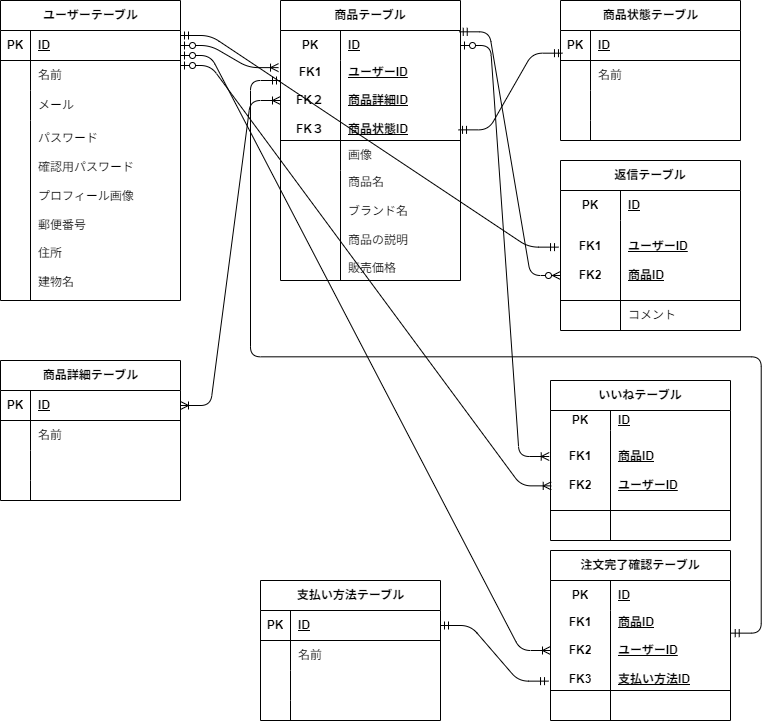 ユーザーテーブル
PK ID
名前
メール
パスワード
確認用パスワード
プロフィール画像
郵便番号
住所
建物名
商品テーブル
PK ID
FK1 ユーザーID
FK2 商品詳細ID
FK3 商品状態ID
画像
商品名
ブランド名
商品の説明
販売価格
商品状態テーブル
PK ID
名前
返信テーブル
PK ID
FK1 ユーザーID
FK2 商品ID
コメント
商品詳細テーブル
PK ID
名前
いいねテーブル
PK ID
FK1 商品ID
FK2 ユーザーID
支払い方法テーブル
PK ID
名前
注文完了確認テーブル
PK ID
FK1 商品ID
FK2 ユーザーID
FK3 支払い方法ID